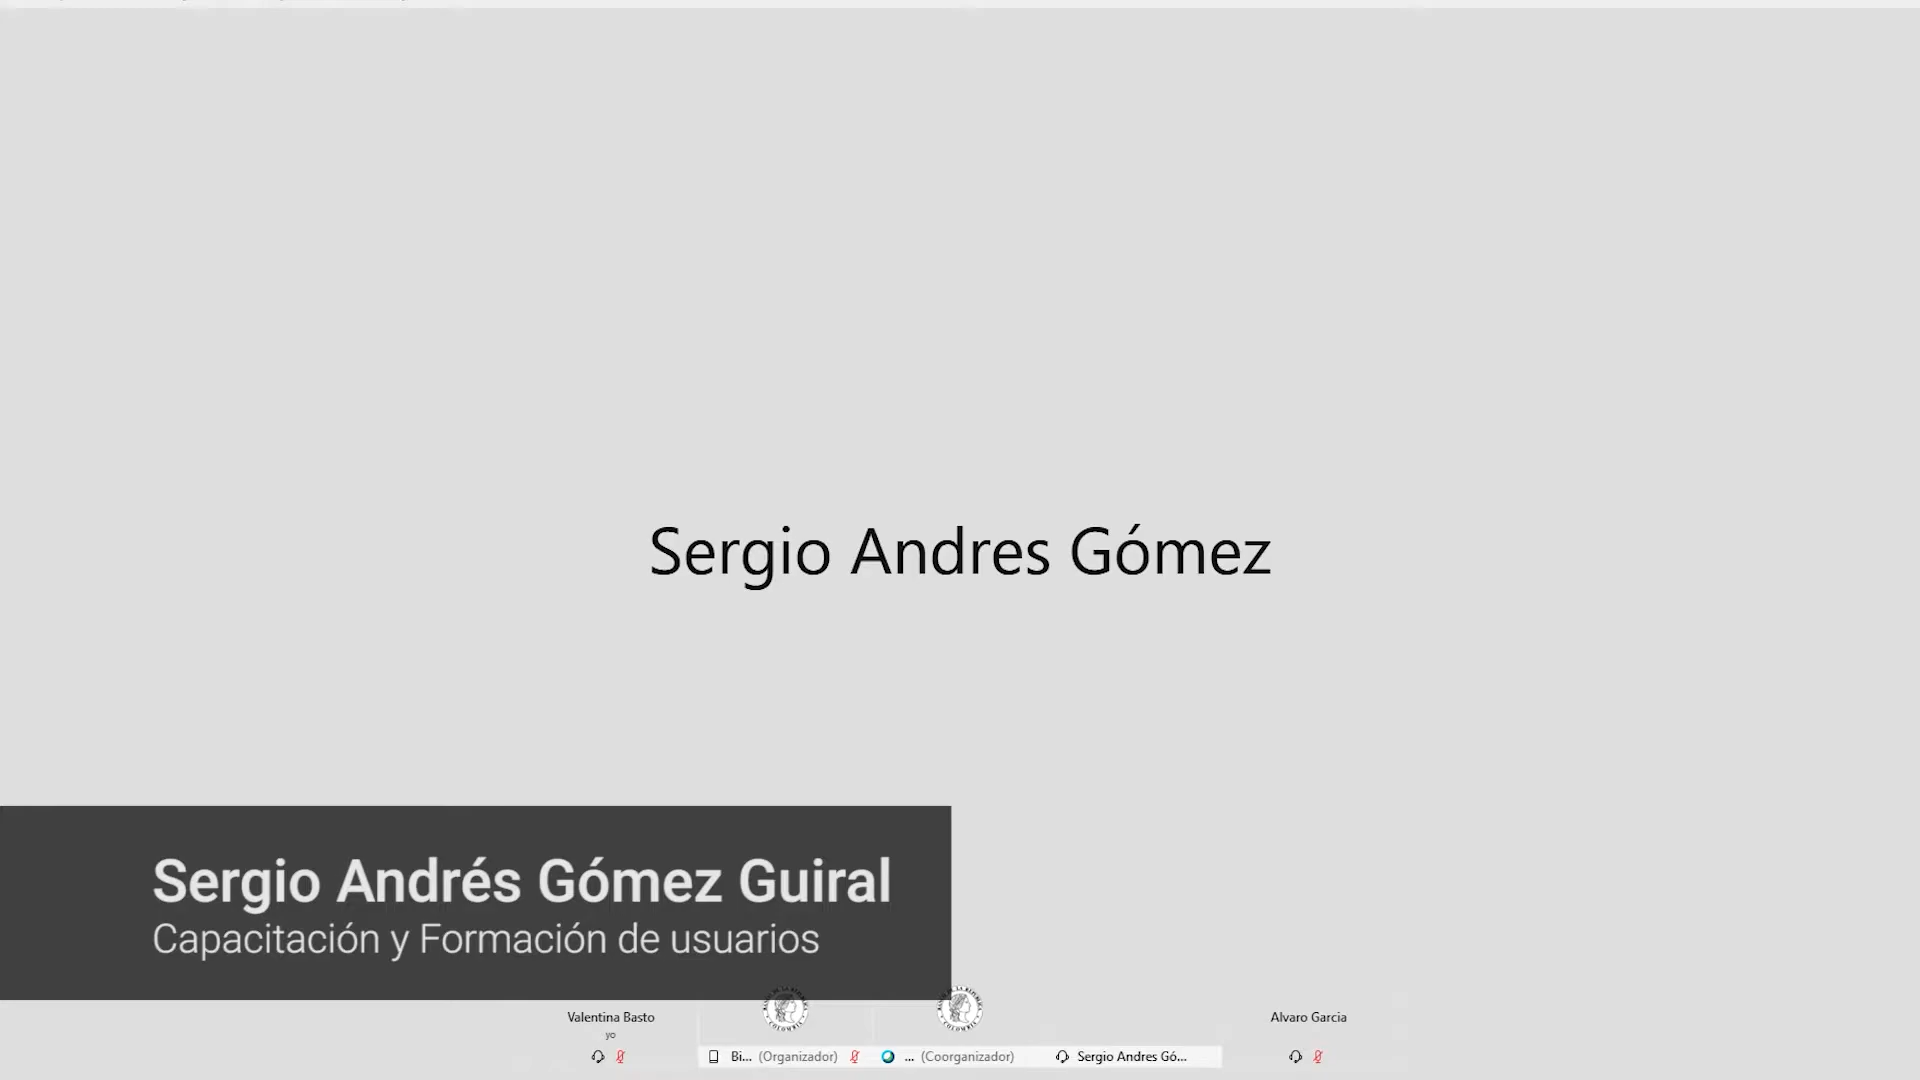 Sergio Andres Gómez
Sergio Andrés Gómez Guiral
Capacitación y Formación de usuarios
Valentina Basto
yo
Alvaro Garcia
Bi... (Organizador)
... (Coorganizador)
Sergio Andres Gó...